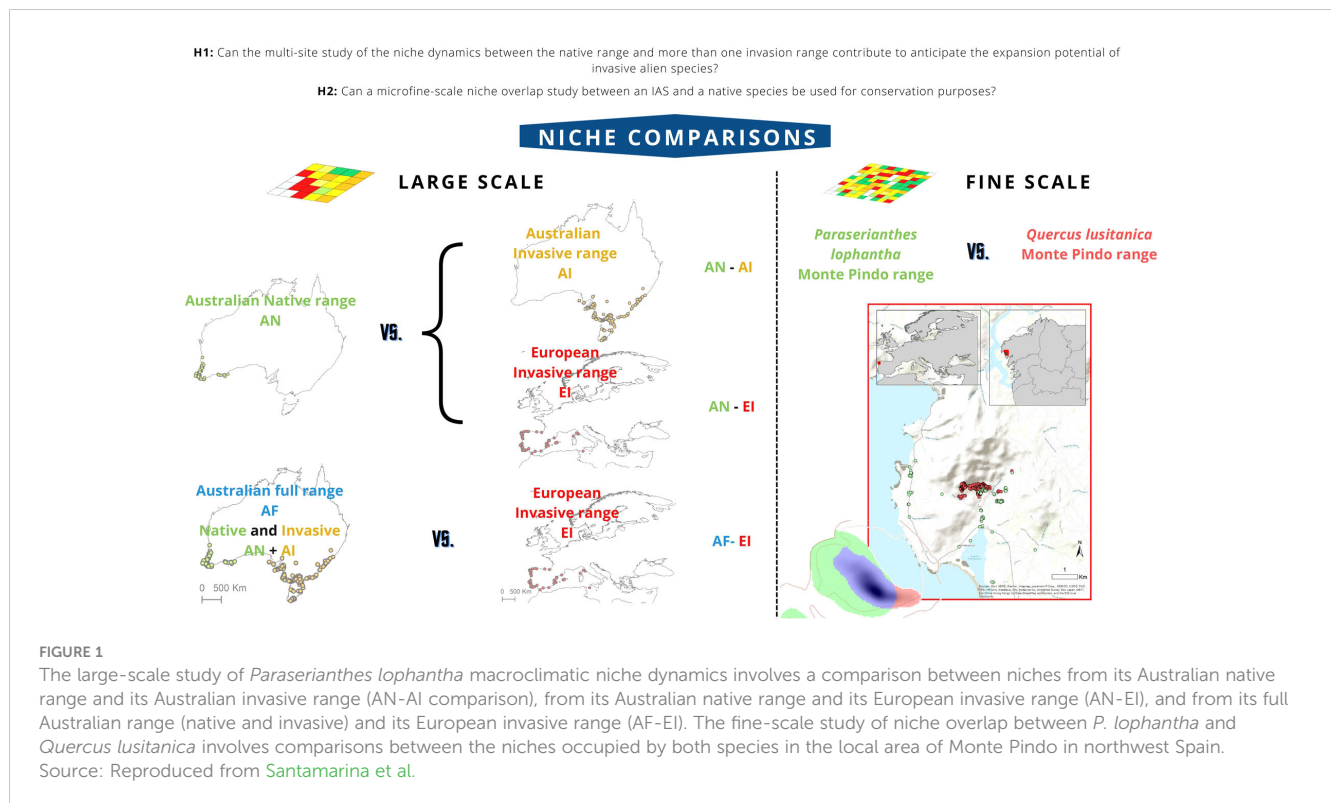 H1: Can the multi-site study of the niche dynamics between the native range and more than one invasion range contribute to anticipate the expansion potential of
invasive alien species?
H2: Can a microfine-scale niche overlap study between an IAS and a native species be used for conservation purposes?
NICHE COMPARISONS
LARGE SCALE
Australian Native range
AN
VS.
Australian
Invasive range
AI
AN - AI
European
Invasive range
EI
AN - EI
Australian full range
AF
Native and Invasive
AN + AI
0 500 Km
VS.
European
Invasive range
EI
0 500 Km
AF- EI
FINE SCALE
Paraserianthes
lophantha
Monte Pindo range
VS.
Quercus lusitanica
Monte Pindo range
N
1
Km
FIGURE 1
The large-scale study of Paraserianthes lophantha macroclimatic niche dynamics involves a comparison between niches from its Australian native
range and its Australian invasive range (AN-AI comparison), from its Australian native range and its European invasive range (AN-EI), and from its full
Australian range (native and invasive) and its European invasive range (AF-EI). The fine-scale study of niche overlap between P. lophantha and
Quercus lusitanica involves comparisons between the niches occupied by both species in the local area of Monte Pindo in northwest Spain.
Source: Reproduced from Santamarina et al.